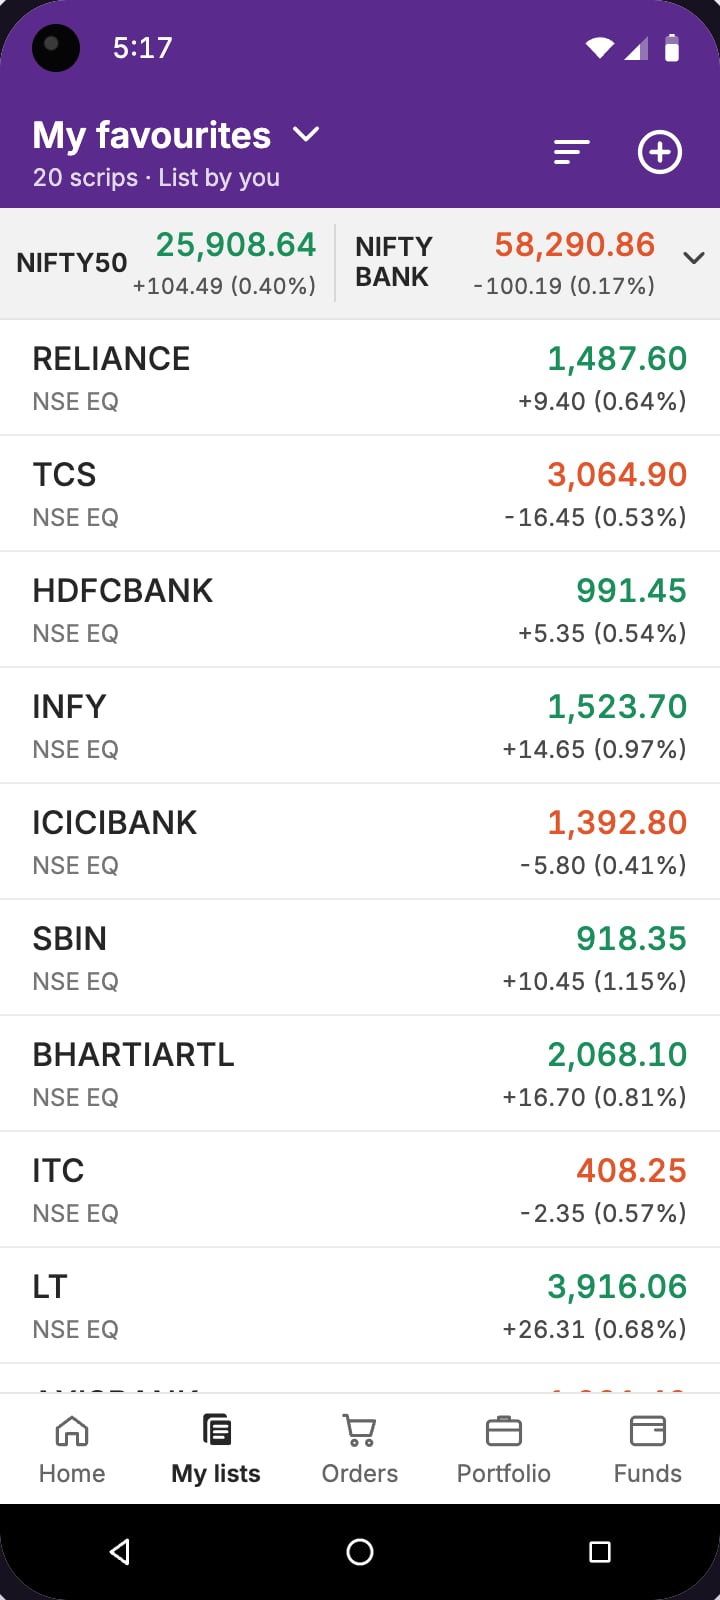 5:17
My favourites
20 scrips · List by you
NIFTY50
25,908.64
+104.49 (0.40%)
NIFTY
BANK
58,290.86
-100.19 (0.17%)
RELIANCE
1,487.60
NSE EQ
+9.40 (0.64%)
TCS
3,064.90
NSE EQ
-16.45 (0.53%)
HDFCBANK
991.45
NSE EQ
+5.35 (0.54%)
INFY
1,523.70
NSE EQ
+14.65 (0.97%)
ICICIBANK
1,392.80
NSE EQ
-5.80 (0.41%)
SBIN
918.35
NSE EQ
+10.45 (1.15%)
BHARTIARTL
2,068.10
NSE EQ
+16.70 (0.81%)
ITC
408.25
NSE EQ
-2.35 (0.57%)
LT
3,916.06
NSE EQ
+26.31 (0.68%)
Home
My lists
Orders
Portfolio
Funds